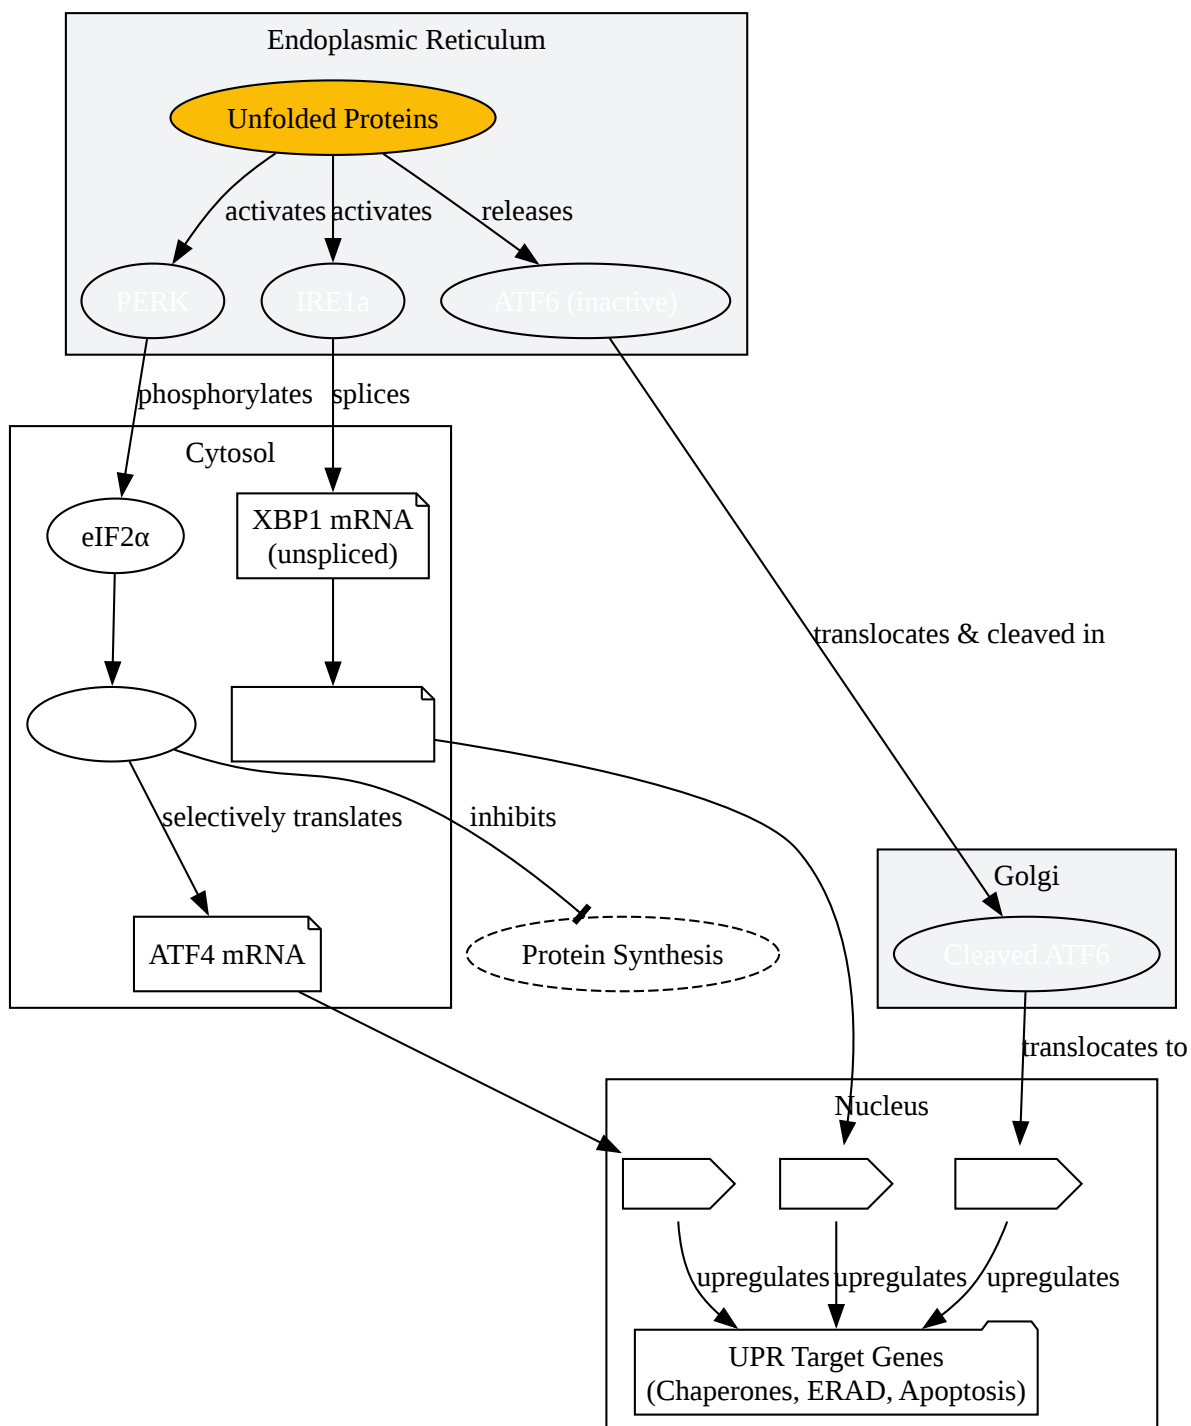 Endoplasmic Reticulum
Unfolded Proteins
activates
activates
releases
PERK
IRE1a
ATF6 (inactive)
phosphorylates
splices
Cytosol
eIF2α
XBP1 mRNA
(unspliced)
translocates & cleaved in
selectively translates
inhibits
Golgi
ATF4 mRNA
Protein Synthesis
Cleaved ATF6
translocates to
Nucleus
upregulates
upregulates
upregulates
UPR Target Genes
(Chaperones, ERAD, Apoptosis)